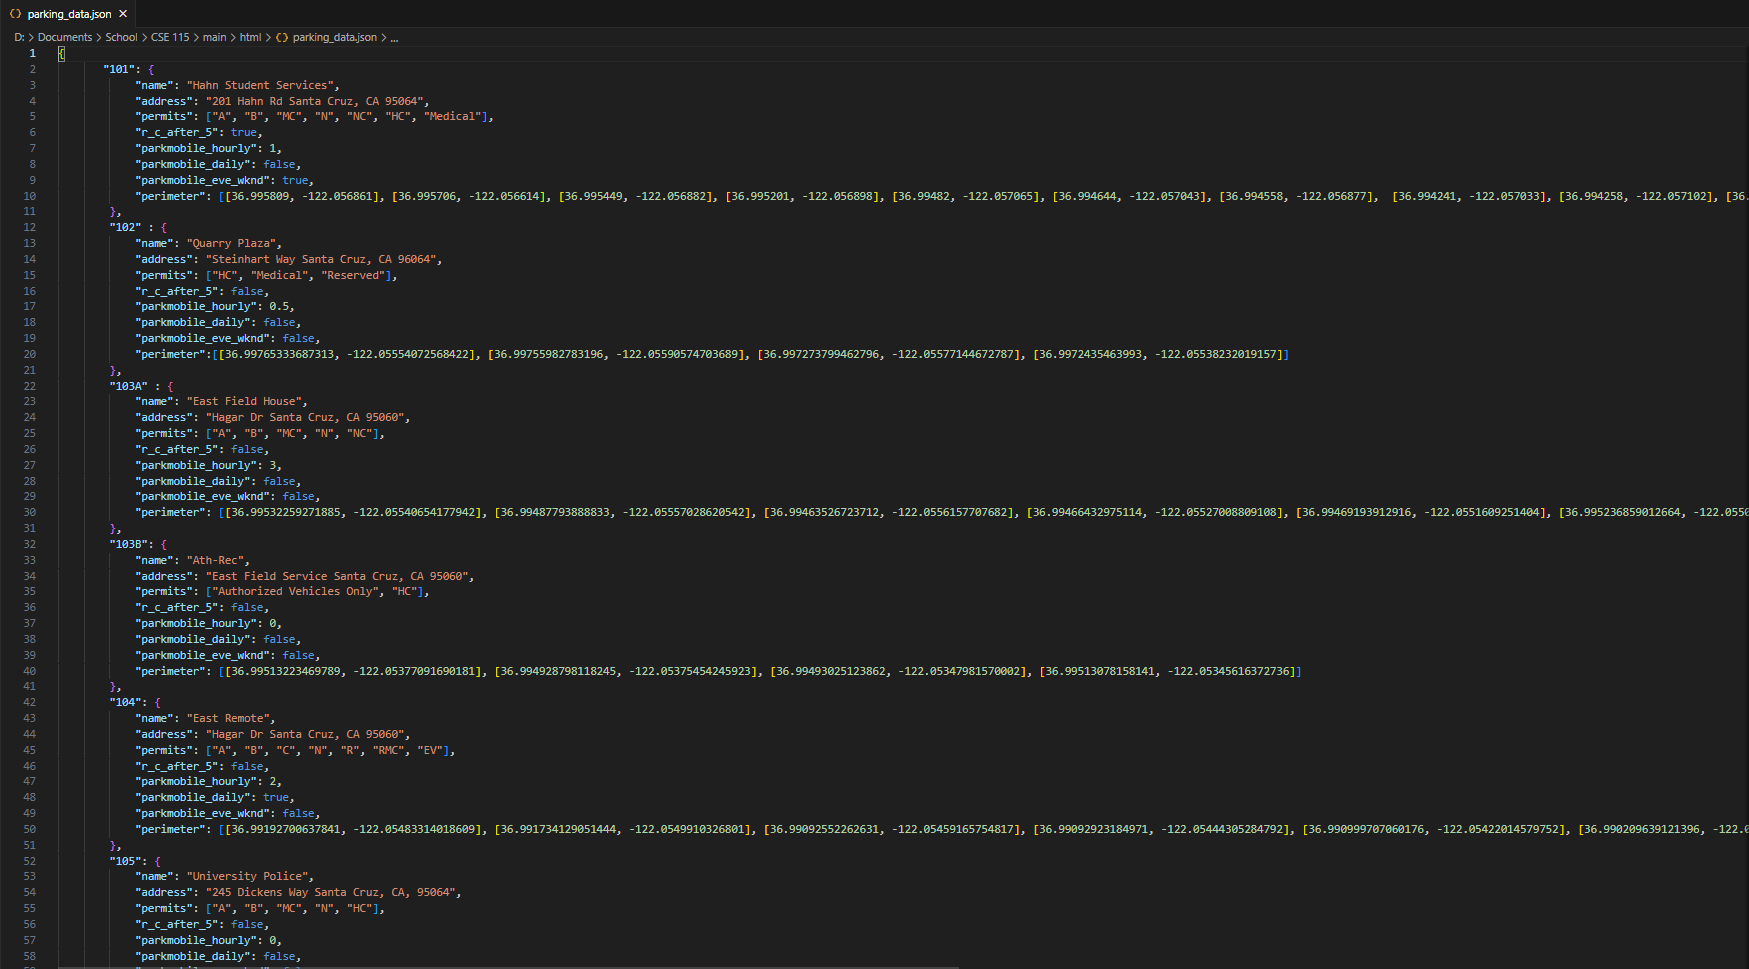 parking_data.json
D: > Documents > School > CSE 115 > main > html > {} parking_data.json > ...
1 {
2 "101": {
3 "name": "Hahn Student Services",
4 "address": "201 Hahn Rd Santa Cruz, CA 95064",
5 "permits": ["A", "B", "MC", "N", "NC", "HC", "Medical"],
6 "r_c_after_5": true,
7 "parkmobile_hourly": 1,
8 "parkmobile_daily": false,
9 "parkmobile_eve_wknd": true,
10 "perimeter": [[36.995809, -122.056861], [36.995706, -122.056614], [36.995449, -122.056882], [36.995201, -122.056898], [36.99482, -122.057065], [36.994644, -122.057043], [36.994558, -122.056877], [36.994241, -122.057033], [36.994258, -122.057102], [36.
11 },
12 "102" : {
13 "name": "Quarry Plaza",
14 "address": "Steinhart Way Santa Cruz, CA 96064",
15 "permits": ["HC", "Medical", "Reserved"],
16 "r_c_after_5": false,
17 "parkmobile_hourly": 0.5,
18 "parkmobile_daily": false,
19 "parkmobile_eve_wknd": false,
20 "perimeter":[[36.99765333687313, -122.05554072568422], [36.99755982783196, -122.05590574703689], [36.997273799462796, -122.05577144672787], [36.9972435463993, -122.05538232019157]]
21 },
22 "103A" : {
23 "name": "East Field House",
24 "address": "Hagar Dr Santa Cruz, CA 95060",
25 "permits": ["A", "B", "MC", "N", "NC"],
26 "r_c_after_5": false,
27 "parkmobile_hourly": 3,
28 "parkmobile_daily": false,
29 "parkmobile_eve_wknd": false,
30 "perimeter": [[36.99532259271885, -122.05540654177942], [36.99487793888833, -122.05557028620542], [36.99463526723712, -122.0556157707682], [36.99466432975114, -122.05527008809108], [36.99469193912916, -122.0551609251404], [36.995236859012664, -122.0550
31 },
32 "103B": {
33 "name": "Ath-Rec",
34 "address": "East Field Service Santa Cruz, CA 95060",
35 "permits": ["Authorized Vehicles Only", "HC"],
36 "r_c_after_5": false,
37 "parkmobile_hourly": 0,
38 "parkmobile_daily": false,
39 "parkmobile_eve_wknd": false,
40 "perimeter": [[36.99513223469789, -122.05377091690181], [36.994928798118245, -122.05375454245923], [36.99493025123862, -122.05347981570002], [36.99513078158141, -122.05345616372736]]
41 },
42 "104": {
43 "name": "East Remote",
44 "address": "Hagar Dr Santa Cruz, CA 95060",
45 "permits": ["A", "B", "C", "N", "R", "RMC", "EV"],
46 "r_c_after_5": false,
47 "parkmobile_hourly": 2,
48 "parkmobile_daily": true,
49 "parkmobile_eve_wknd": false,
50 "perimeter": [[36.99192700637841, -122.05483314018609], [36.991734129051444, -122.0549910326801], [36.99092552262631, -122.05459165754817], [36.99092923184971, -122.05444305284792], [36.990999707060176, -122.05422014579752], [36.990209639121396, -122.0
51 },
52 "105": {
53 "name": "University Police",
54 "address": "245 Dickens Way Santa Cruz, CA, 95064",
55 "permits": ["A", "B", "MC", "N", "HC"],
56 "r_c_after_5": false,
57 "parkmobile_hourly": 0,
58 "parkmobile_daily": false,